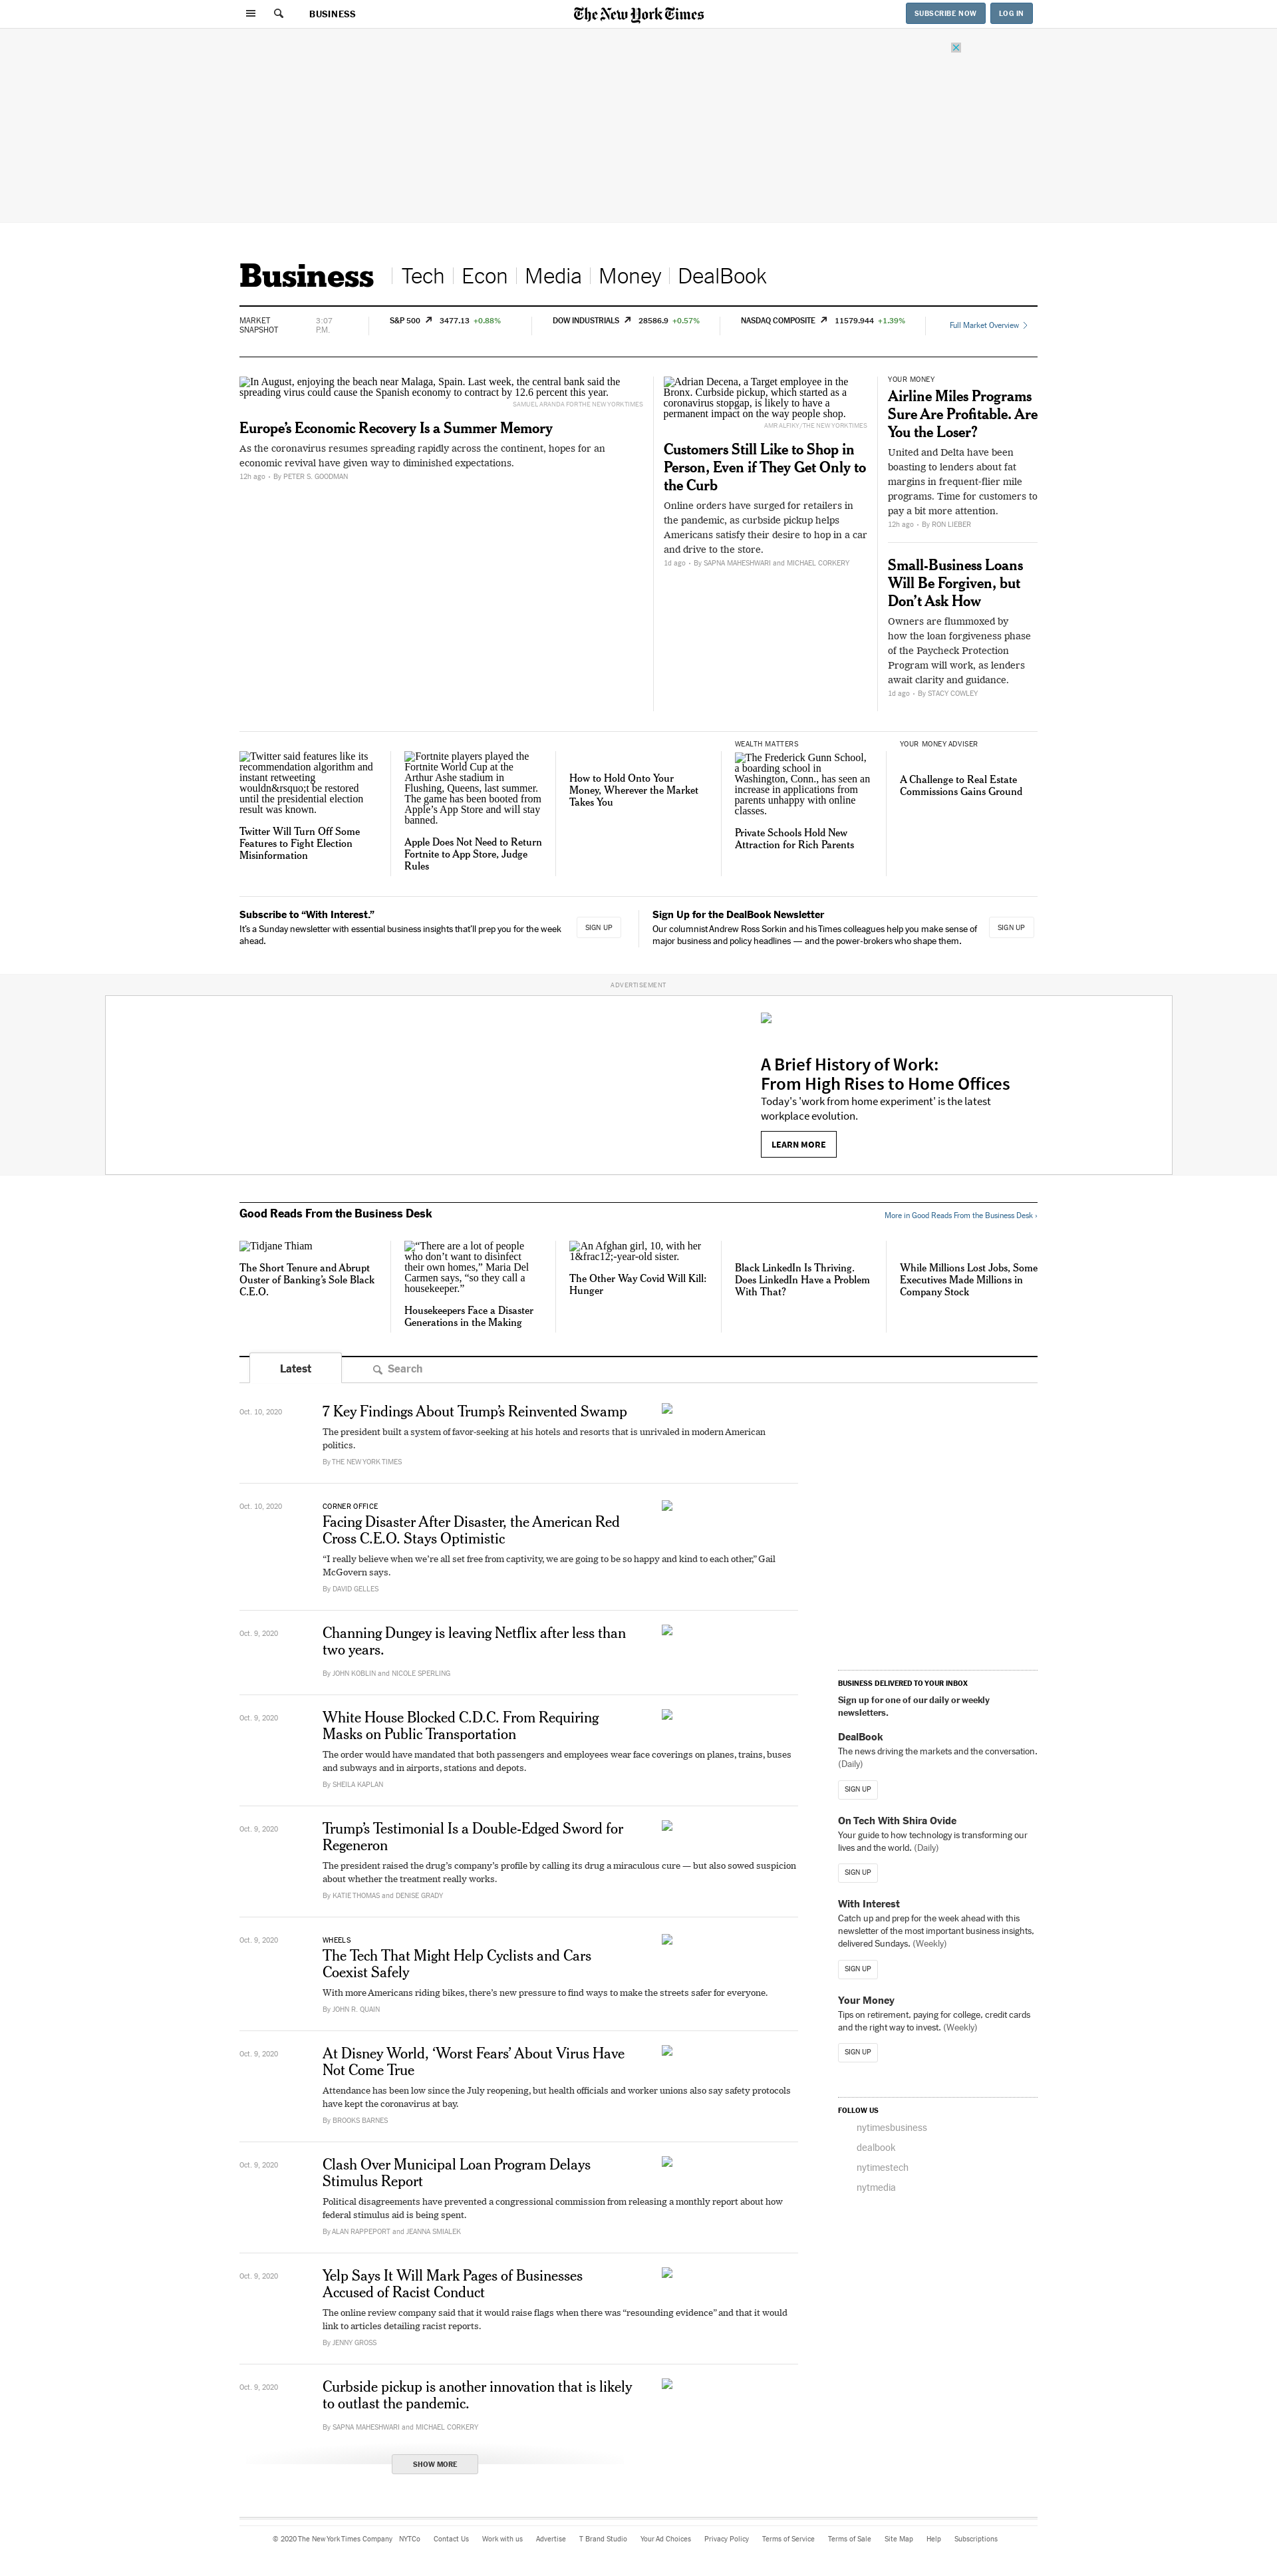 BUSINESS
The New York Times
SUBSCRIBE NOW
LOG IN
Business
Tech
Econ
Media
Money
DealBook
MARKET
SNAPSHOT
3:07
P.M.
S&P 500 3477.13 +0.88%
DOW INDUSTRIALS 28586.9 +0.57%
NASDAQ COMPOSITE 11579.944 +1.39%
Full Market Overview
In August, enjoying the beach near Malaga, Spain. Last week, the central bank said the
spreading virus could cause the Spanish economy to contract by 12.6 percent this year.
SAMUEL ARANDA FOR THE NEW YORK TIMES
Europe’s Economic Recovery Is a Summer Memory
As the coronavirus resumes spreading rapidly across the continent, hopes for an
economic revival have given way to diminished expectations.
12h ago • By PETER S. GOODMAN
Adrian Decena, a Target employee in the
Bronx. Curbside pickup, which started as a
coronavirus stopgap, is likely to have a
permanent impact on the way people shop.
AMR ALFIKY/THE NEW YORK TIMES
Customers Still Like to Shop in
Person, Even if They Get Only to
the Curb
Online orders have surged for retailers in
the pandemic, as curbside pickup helps
Americans satisfy their desire to hop in a car
and drive to the store.
1d ago • By SAPNA MAHESHWARI and MICHAEL CORKERY
YOUR MONEY
Airline Miles Programs
Sure Are Profitable. Are
You the Loser?
United and Delta have been
boasting to lenders about fat
margins in frequent-flier mile
programs. Time for customers to
pay a bit more attention.
12h ago • By RON LIEBER
Small-Business Loans
Will Be Forgiven, but
Don’t Ask How
Owners are flummoxed by
how the loan forgiveness phase
of the Paycheck Protection
Program will work, as lenders
await clarity and guidance.
1d ago • By STACY COWLEY
Twitter said features like its
recommendation algorithm and
instant retweeting
wouldn&rsquo;t be restored
until the presidential election
result was known.
Twitter Will Turn Off Some
Features to Fight Election
Misinformation
Fortnite players played the
Fortnite World Cup at the
Arthur Ashe stadium in
Flushing, Queens, last summer.
The game has been booted from
Apple’s App Store and will stay
banned.
Apple Does Not Need to Return
Fortnite to App Store, Judge
Rules
How to Hold Onto Your
Money, Wherever the Market
Takes You
WEALTH MATTERS
The Frederick Gunn School,
a boarding school in
Washington, Conn., has seen an
increase in applications from
parents unhappy with online
classes.
Private Schools Hold New
Attraction for Rich Parents
YOUR MONEY ADVISER
A Challenge to Real Estate
Commissions Gains Ground
Subscribe to “With Interest.”
It’s a Sunday newsletter with essential business insights that’ll prep you for the week
ahead.
SIGN UP
Sign Up for the DealBook Newsletter
Our columnist Andrew Ross Sorkin and his Times colleagues help you make sense of
major business and policy headlines — and the power-brokers who shape them.
SIGN UP
ADVERTISEMENT
A Brief History of Work:
From High Rises to Home Offices
Today's 'work from home experiment' is the latest
workplace evolution.
LEARN MORE
Good Reads From the Business Desk
More in Good Reads From the Business Desk ›
Tidjane Thiam
The Short Tenure and Abrupt
Ouster of Banking’s Sole Black
C.E.O.
“There are a lot of people
who don’t want to disinfect
their own homes,” Maria Del
Carmen says, “so they call a
housekeeper.”
Housekeepers Face a Disaster
Generations in the Making
An Afghan girl, 10, with her
1&frac12;-year-old sister.
The Other Way Covid Will Kill:
Hunger
Black LinkedIn Is Thriving.
Does LinkedIn Have a Problem
With That?
While Millions Lost Jobs, Some
Executives Made Millions in
Company Stock
Latest
Search
Oct. 10, 2020
7 Key Findings About Trump’s Reinvented Swamp
The president built a system of favor-seeking at his hotels and resorts that is unrivaled in modern American
politics.
By THE NEW YORK TIMES
Oct. 10, 2020
CORNER OFFICE
Facing Disaster After Disaster, the American Red
Cross C.E.O. Stays Optimistic
“I really believe when we’re all set free from captivity, we are going to be so happy and kind to each other,” Gail
McGovern says.
By DAVID GELLES
Oct. 9, 2020
Channing Dungey is leaving Netflix after less than
two years.
By JOHN KOBLIN and NICOLE SPERLING
Oct. 9, 2020
White House Blocked C.D.C. From Requiring
Masks on Public Transportation
The order would have mandated that both passengers and employees wear face coverings on planes, trains, buses
and subways and in airports, stations and depots.
By SHEILA KAPLAN
Oct. 9, 2020
Trump’s Testimonial Is a Double-Edged Sword for
Regeneron
The president raised the drug’s company’s profile by calling its drug a miraculous cure — but also sowed suspicion
about whether the treatment really works.
By KATIE THOMAS and DENISE GRADY
Oct. 9, 2020
WHEELS
The Tech That Might Help Cyclists and Cars
Coexist Safely
With more Americans riding bikes, there’s new pressure to find ways to make the streets safer for everyone.
By JOHN R. QUAIN
Oct. 9, 2020
At Disney World, ‘Worst Fears’ About Virus Have
Not Come True
Attendance has been low since the July reopening, but health officials and worker unions also say safety protocols
have kept the coronavirus at bay.
By BROOKS BARNES
Oct. 9, 2020
Clash Over Municipal Loan Program Delays
Stimulus Report
Political disagreements have prevented a congressional commission from releasing a monthly report about how
federal stimulus aid is being spent.
By ALAN RAPPEPORT and JEANNA SMIALEK
Oct. 9, 2020
Yelp Says It Will Mark Pages of Businesses
Accused of Racist Conduct
The online review company said that it would raise flags when there was “resounding evidence” and that it would
link to articles detailing racist reports.
By JENNY GROSS
Oct. 9, 2020
Curbside pickup is another innovation that is likely
to outlast the pandemic.
By SAPNA MAHESHWARI and MICHAEL CORKERY
SHOW MORE
BUSINESS DELIVERED TO YOUR INBOX
Sign up for one of our daily or weekly
newsletters.
DealBook
The news driving the markets and the conversation.
(Daily)
SIGN UP
On Tech With Shira Ovide
Your guide to how technology is transforming our
lives and the world. (Daily)
SIGN UP
With Interest
Catch up and prep for the week ahead with this
newsletter of the most important business insights,
delivered Sundays. (Weekly)
SIGN UP
Your Money
Tips on retirement, paying for college, credit cards
and the right way to invest. (Weekly)
SIGN UP
FOLLOW US
nytimesbusiness
dealbook
nytimestech
nytmedia
© 2020 The New York Times Company NYTCo Contact Us Work with us Advertise T Brand Studio Your Ad Choices Privacy Policy Terms of Service Terms of Sale Site Map Help Subscriptions